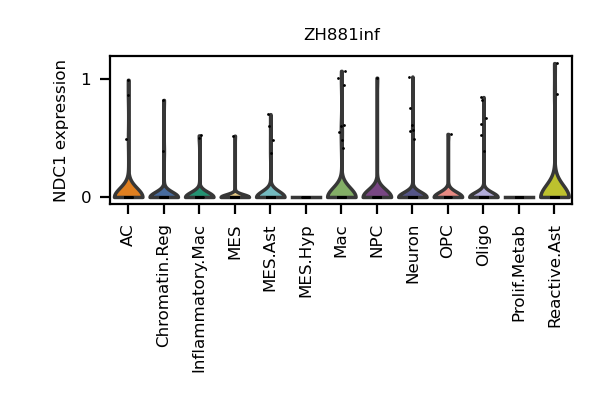 ZH881inf
NDC1 expression
1
0
AC
Chromatin.Reg
Inflammatory.Mac
MES
MES.Ast
MES.Hyp
Mac
NPC
Neuron
OPC
Oligo
Prolif.Metab
Reactive.Ast